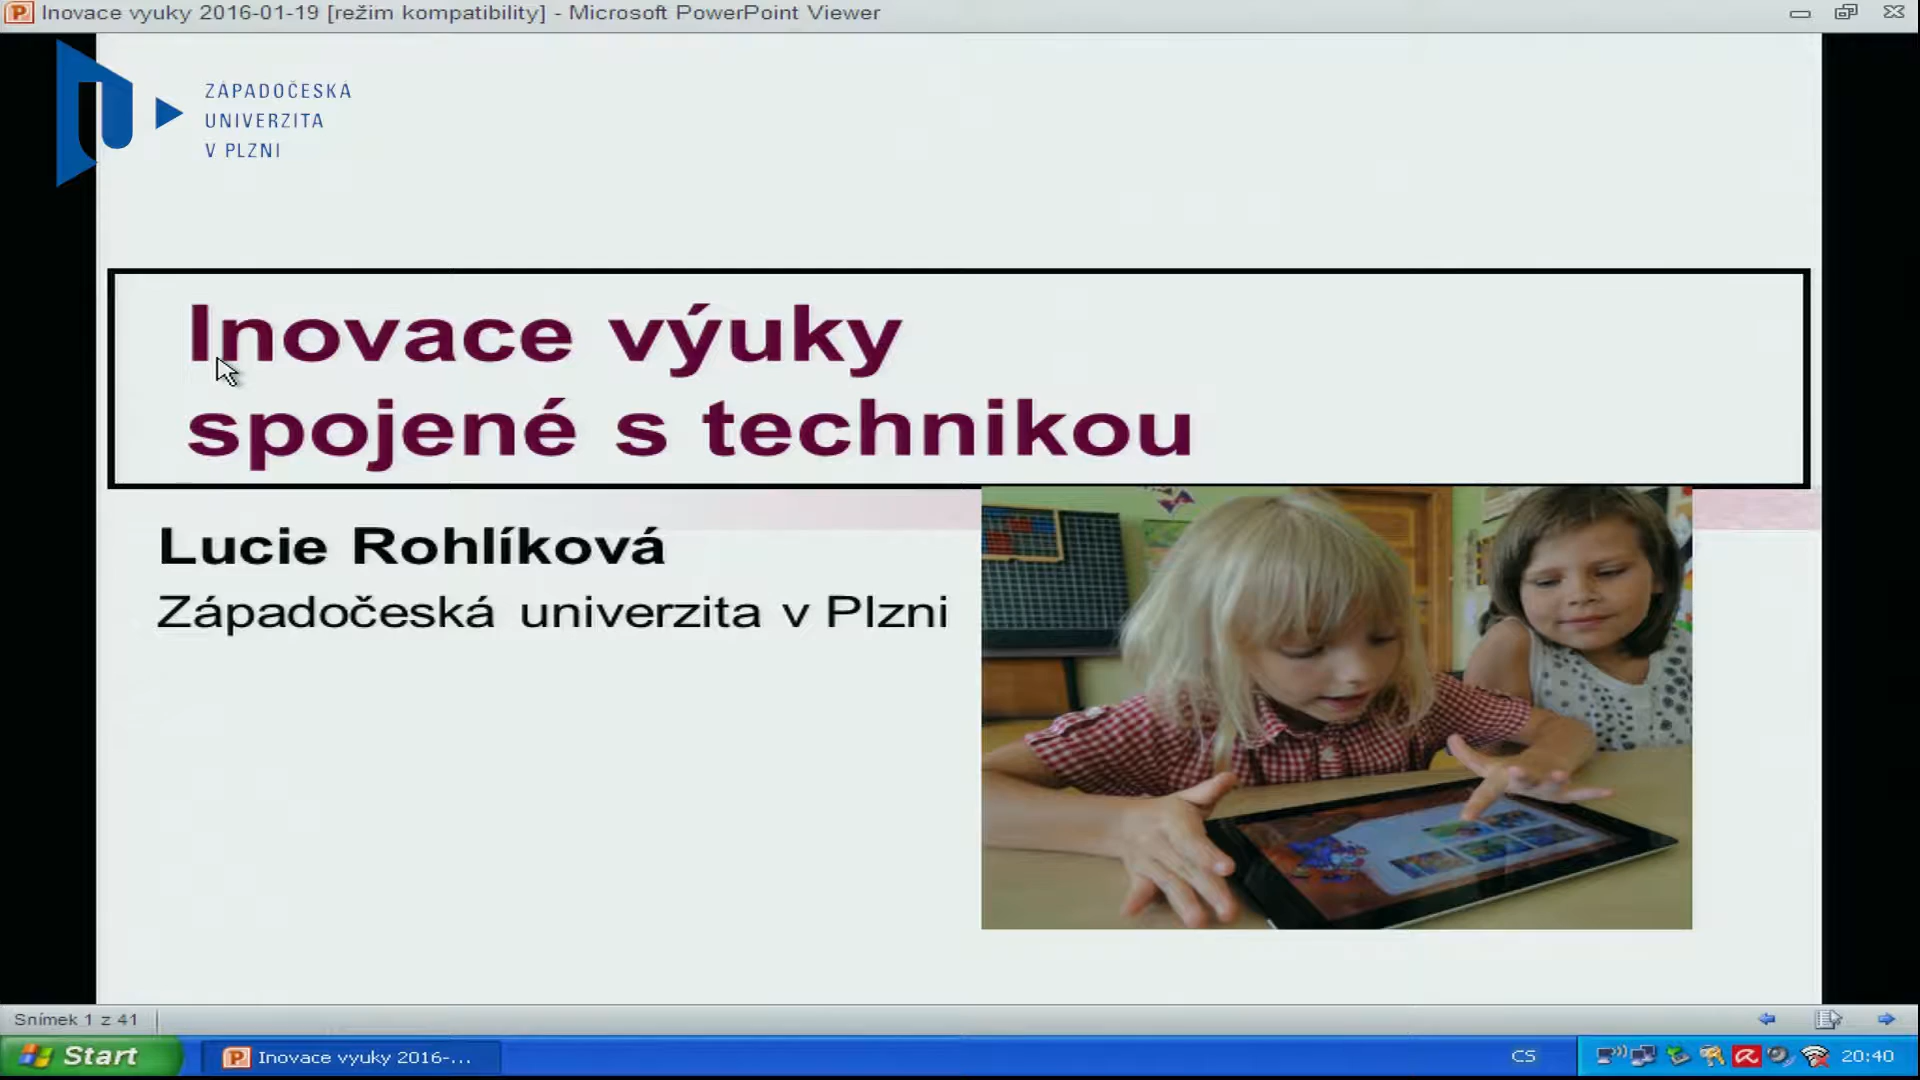 Inovace vyuky 2016-01-19 [režim kompatibility] - Microsoft PowerPoint Viewer
ZÁPADOČESKÁ
UNIVERZITA
V PLZNI
Inovace výuky
spojené s technikou
Lucie Rohlíková
Západočeská univerzita v Plzni
Snímek 1 z 41
Start
Inovace vyuky 2016-...
CS
20:40